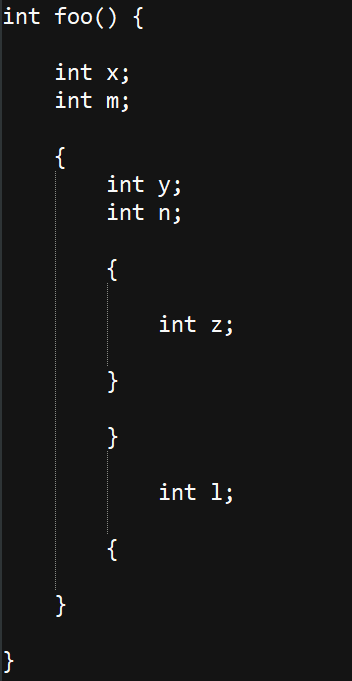 int foo() {
int x;
int m;
{
int y;
int n;
{
int z;
}
}
int l;
{
}
}